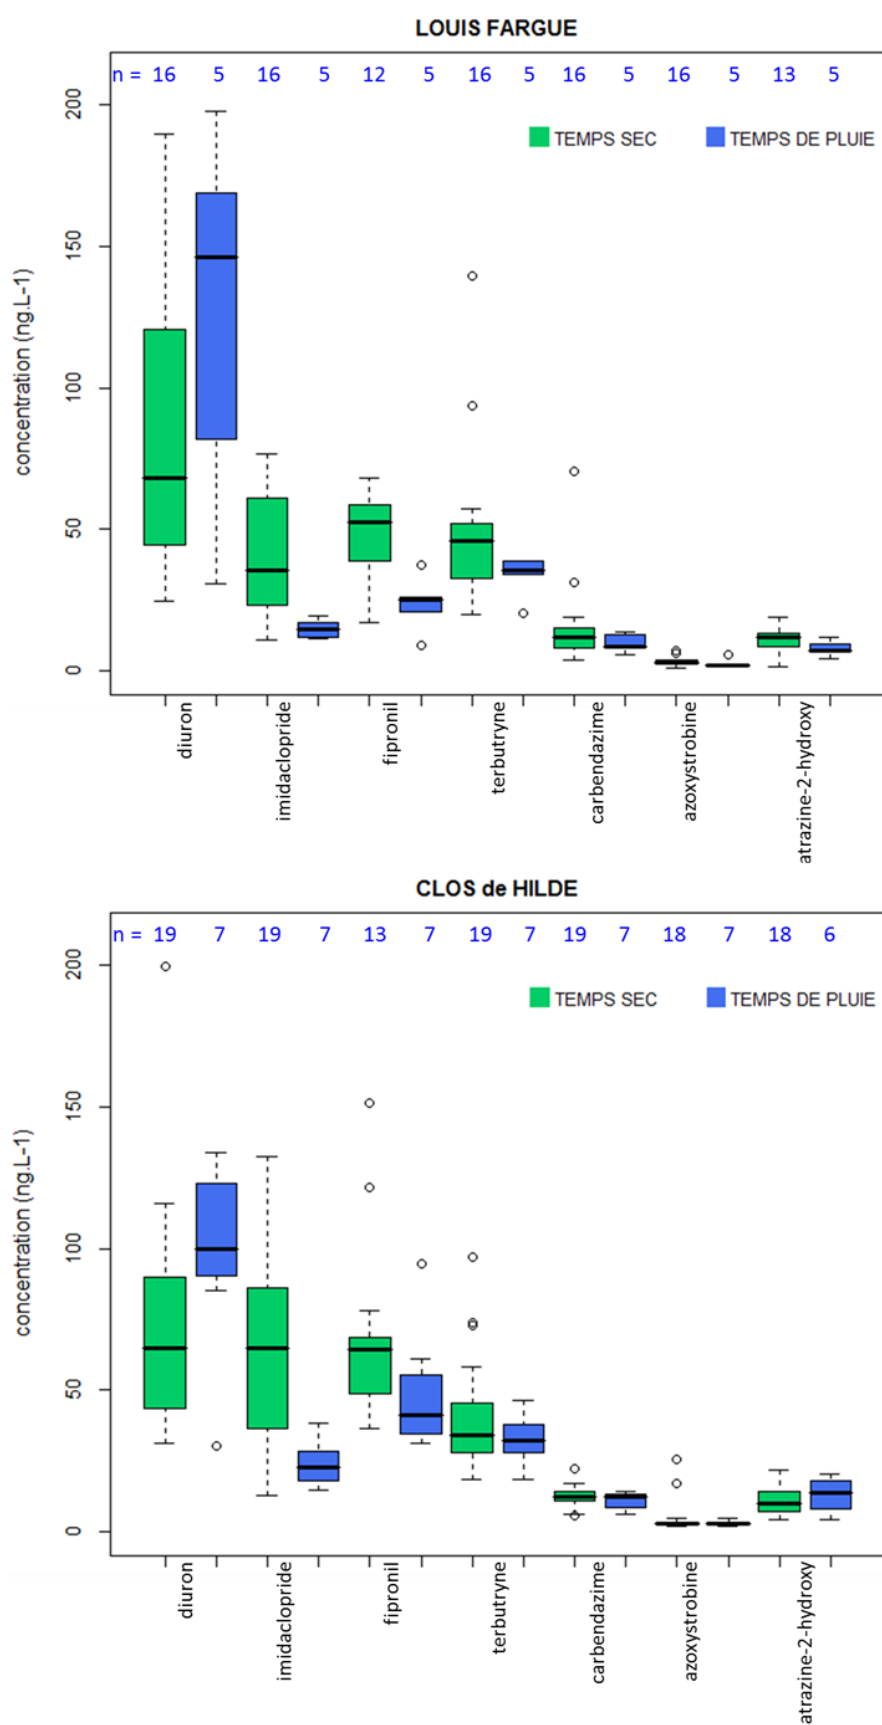 LOUIS FARGUE
n = 16 5 16 5 12 5 16 5 16 5 16 5 13 5
200
TEMPS SEC
TEMPS DE PLUIE
150
concentration (ng.L-1)
100
50
0
diuron
imidaclopride
fipronil
terbutryne
carbendazime
azoxystrobine
atrazine-2-hydroxy
CLOS de HILDE
n = 19 7 19 7 13 7 19 7 19 7 18 7 18 6
200
TEMPS SEC
TEMPS DE PLUIE
150
concentration (ng.L-1)
100
50
0
diuron
imidaclopride
fipronil
terbutryne
carbendazime
azoxystrobine
atrazine-2-hydroxy